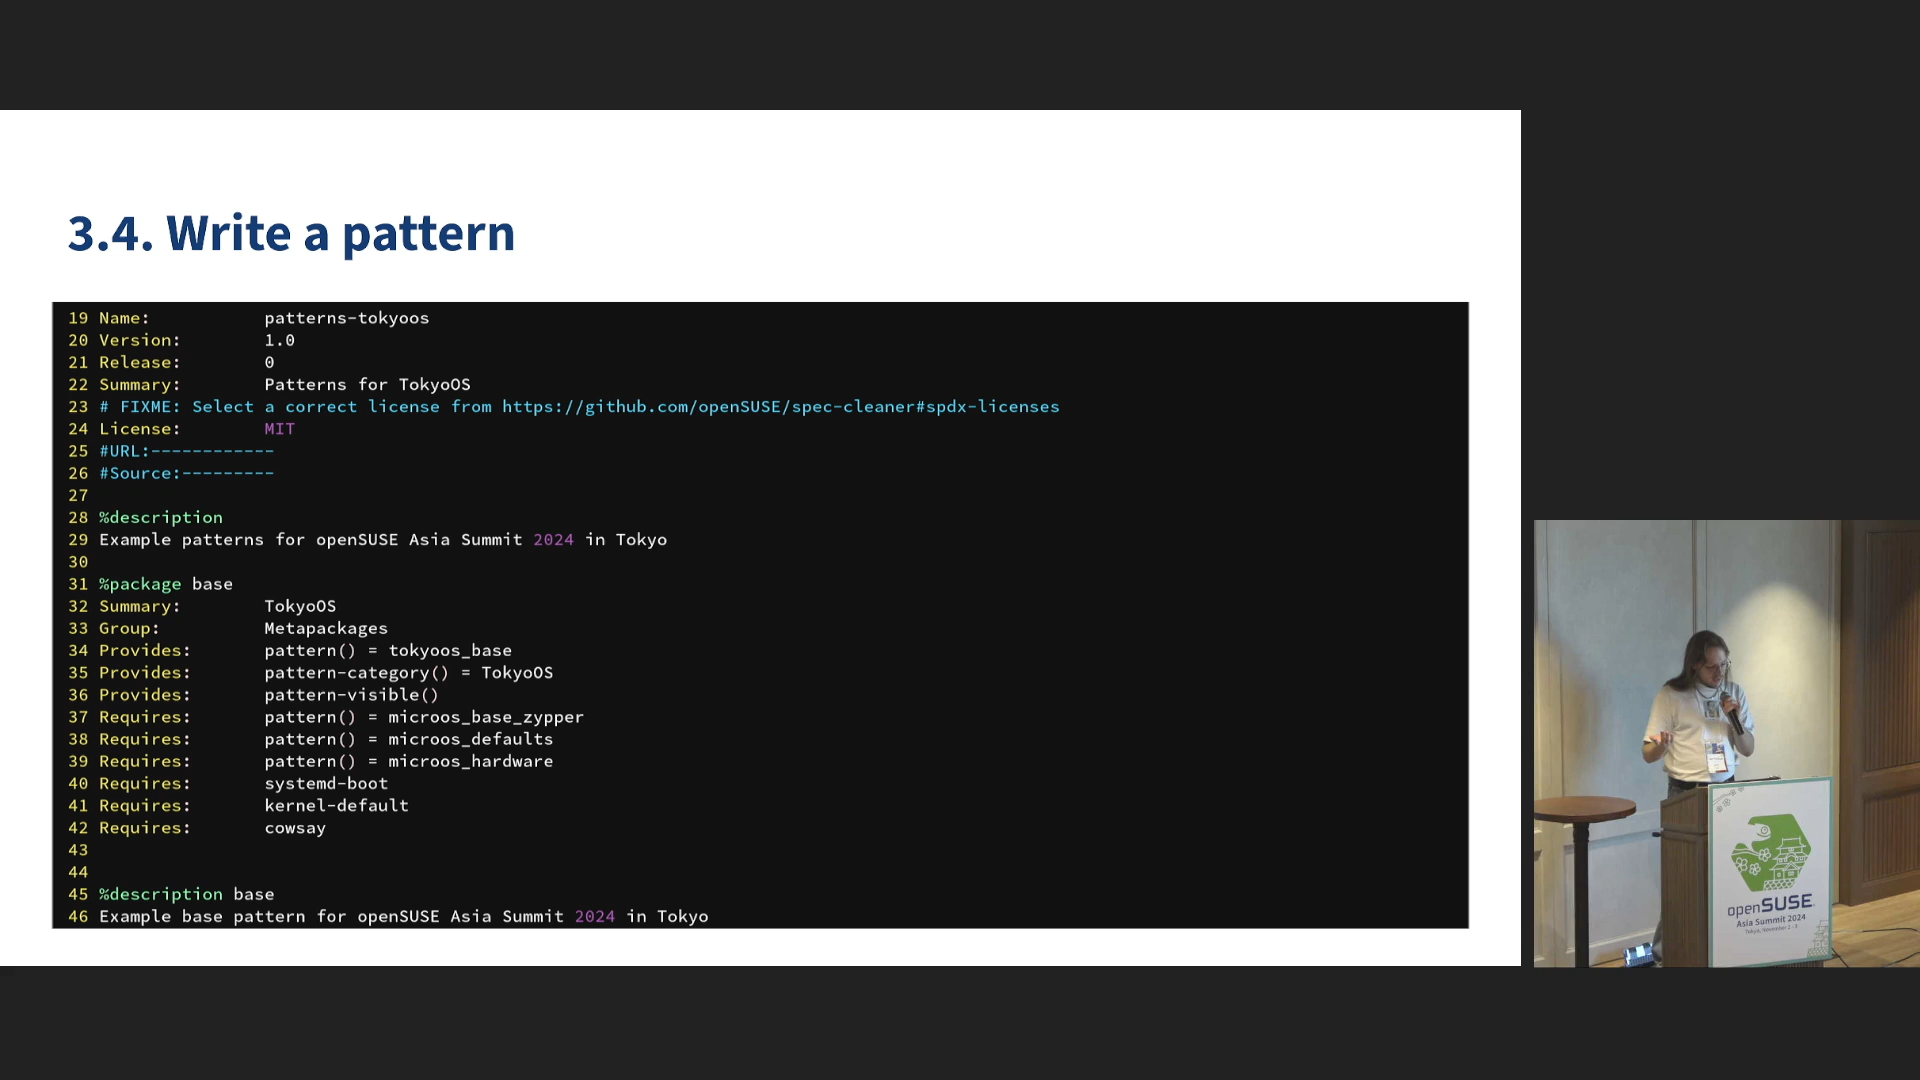 3.4. Write a pattern
19 Name: patterns-tokyoos
20 Version: 1.0
21 Release: 0
22 Summary: Patterns for TokyoOS
23 # FIXME: Select a correct license from https://github.com/openSUSE/spec-cleaner#spdx-licenses
24 License: MIT
25 #URL:------------
26 #Source:---------
27
28 %description
29 Example patterns for openSUSE Asia Summit 2024 in Tokyo
30
31 %package base
32 Summary: TokyoOS
33 Group: Metapackages
34 Provides: pattern() = tokyoos_base
35 Provides: pattern-category() = TokyoOS
36 Provides: pattern-visible()
37 Requires: pattern() = microos_base_zypper
38 Requires: pattern() = microos_defaults
39 Requires: pattern() = microos_hardware
40 Requires: systemd-boot
41 Requires: kernel-default
42 Requires: cowsay
43
44
45 %description base
46 Example base pattern for openSUSE Asia Summit 2024 in Tokyo
openSUSE
Asia Summit 2024
Tokyo, November 2 - 3